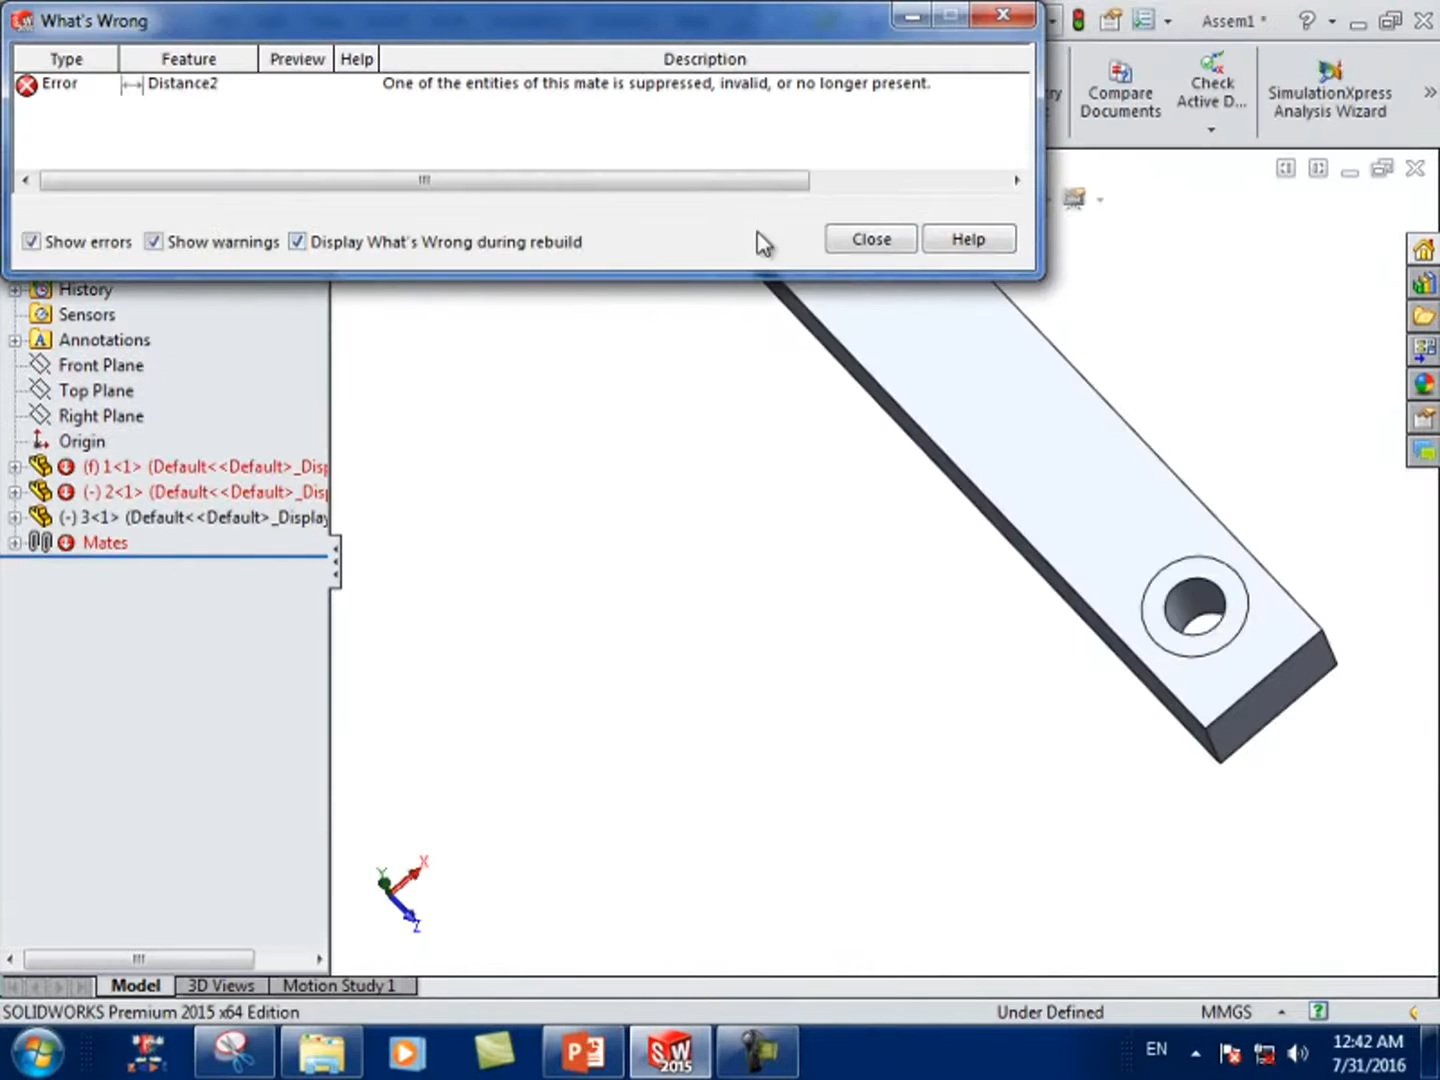 What's Wrong
Type Feature Preview Help Description
Error Distance2 One of the entities of this mate is suppressed, invalid, or no longer present.
Show errors Show warnings Display What's Wrong during rebuild Close Help
Assem1 *
Compare Documents
Check Active D...
SimulationXpress Analysis Wizard
History
Sensors
Annotations
Front Plane
Top Plane
Right Plane
Origin
(f) 1<1> (Default<<Default>_Disp
(-) 2<1> (Default<<Default>_Disp
(-) 3<1> (Default<<Default>_Display
Mates
X
Y
Z
Model 3D Views Motion Study 1
SOLIDWORKS Premium 2015 x64 Edition Under Defined MMGS
EN 12:42 AM
7/31/2016
SW 2015